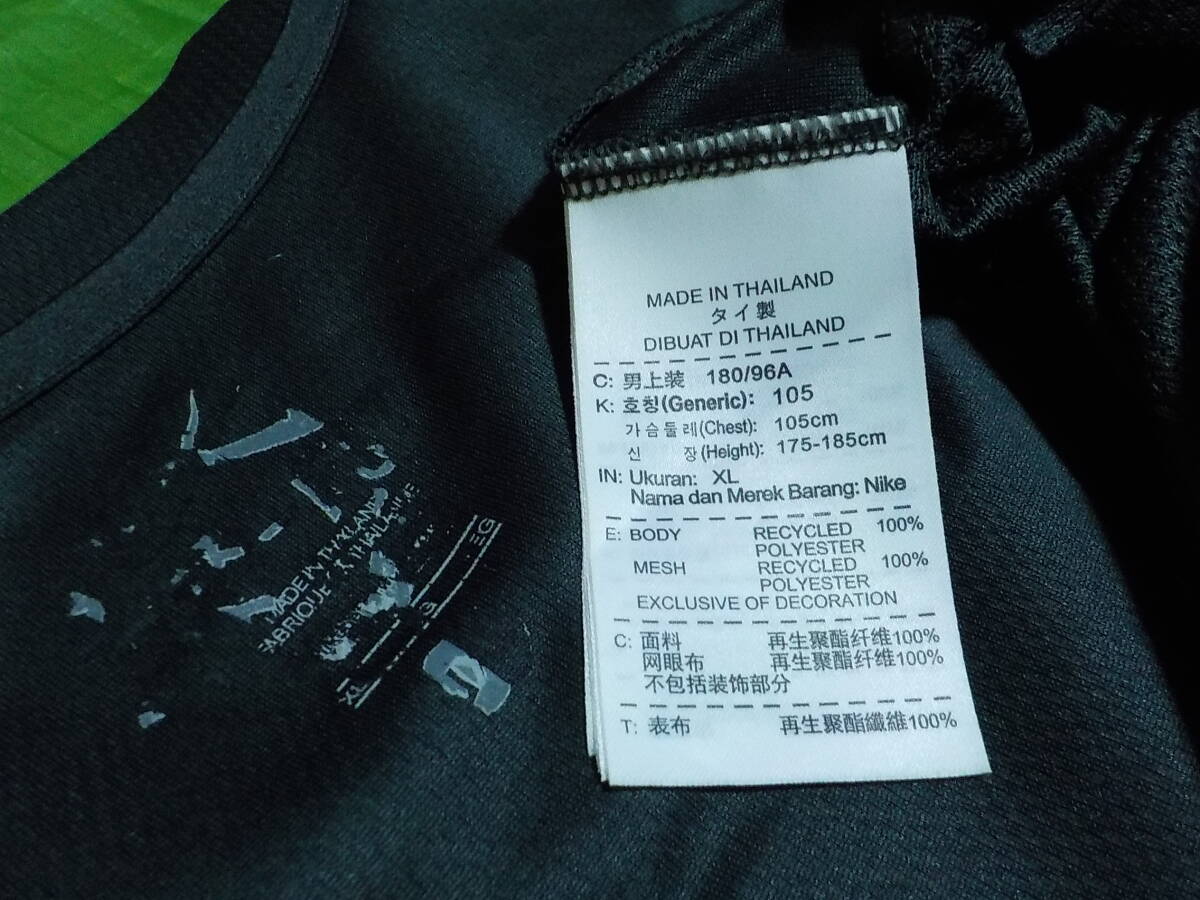 MADE IN THAILAND
タイ製
DIBUAT DI THAILAND
C: 男上装 180/96A
K: 호칭(Generic): 105
가슴둘레(Chest): 105cm
신 장(Height): 175-185cm
IN: Ukuran: XL
Nama dan Merek Barang: Nike
E: BODY RECYCLED 100%
POLYESTER
MESH RECYCLED 100%
POLYESTER
EXCLUSIVE OF DECORATION
C: 面料 再生聚酯纤维100%
网眼布 再生聚酯纤维100%
不包括装饰部分
T: 表布 再生聚酯纖維100%
MADE IN THAILAND
XL EG